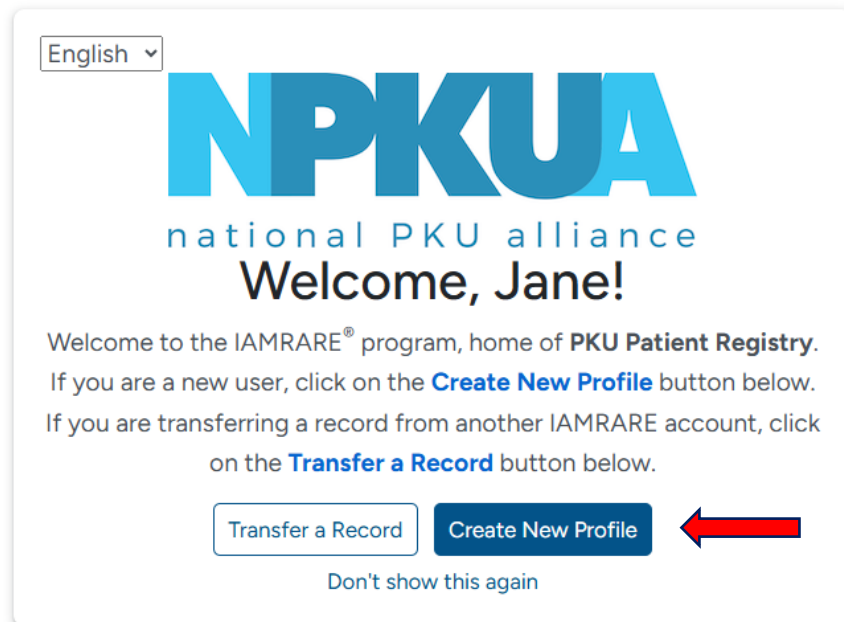 English
NPKUA
national PKU alliance
Welcome, Jane!
Welcome to the IAMRARE® program, home of PKU Patient Registry.
If you are a new user, click on the Create New Profile button below.
If you are transferring a record from another IAMRARE account, click
on the Transfer a Record button below.
Transfer a Record Create New Profile
Don't show this again